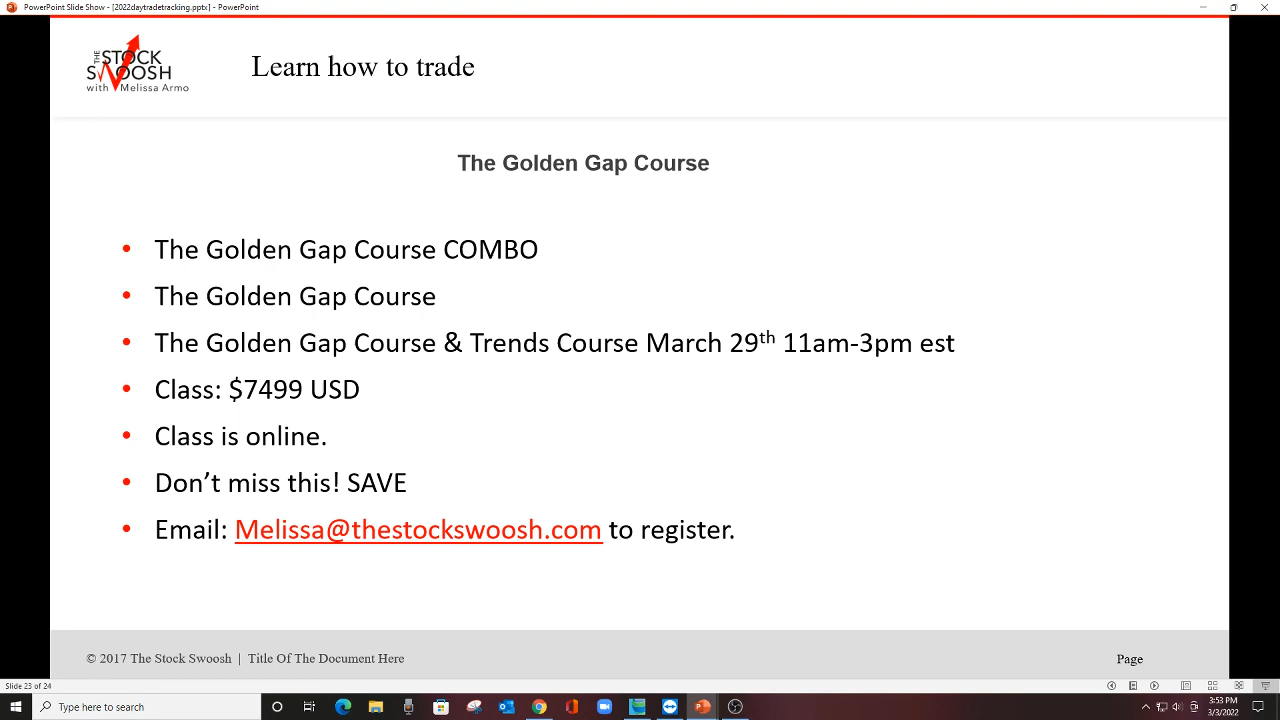 PowerPoint Slide Show - [2022daytradetracking.pptx] - PowerPoint
THE STOCK
SWOOSH
with Melissa Armo
Learn how to trade
The Golden Gap Course
• The Golden Gap Course COMBO
• The Golden Gap Course
• The Golden Gap Course & Trends Course March 29th 11am-3pm est
• Class: $7499 USD
• Class is online.
• Don’t miss this! SAVE
• Email: Melissa@thestockswoosh.com to register.
© 2017 The Stock Swoosh | Title Of The Document Here
Page
Slide 23 of 24
Type here to search
3:53 PM
3/3/2022